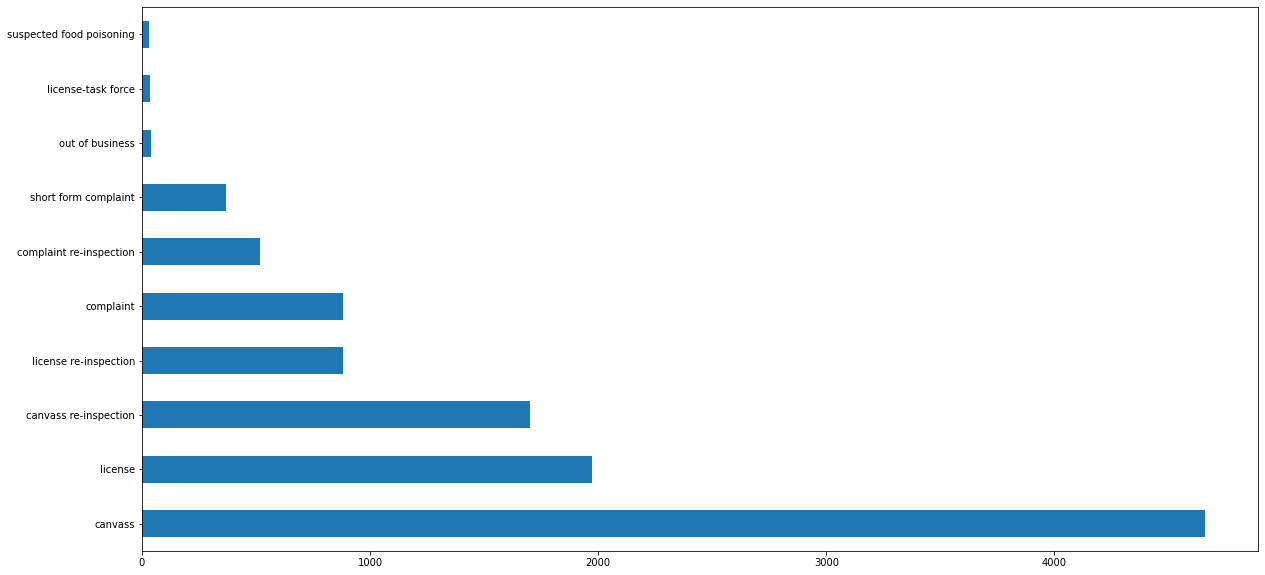 suspected food poisoning
license-task force
out of business
short form complaint
complaint re-inspection
complaint
license re-inspection
canvass re-inspection
license
canvass
0 1000 2000 3000 4000